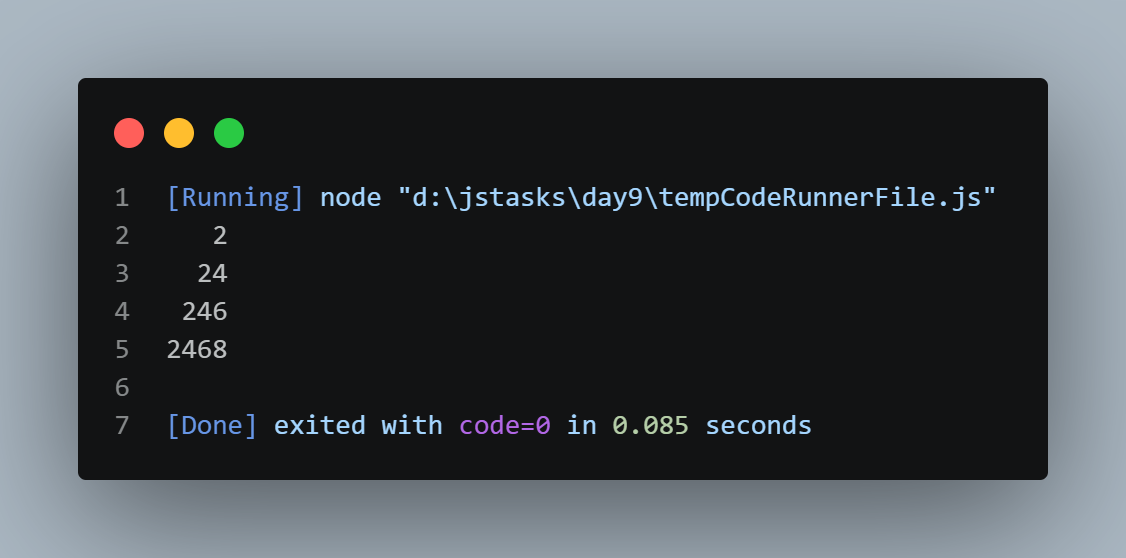 1 [Running] node "d:\jstasks\day9\tempCodeRunnerFile.js"
2    2
3   24
4  246
5 2468
6
7 [Done] exited with code=0 in 0.085 seconds